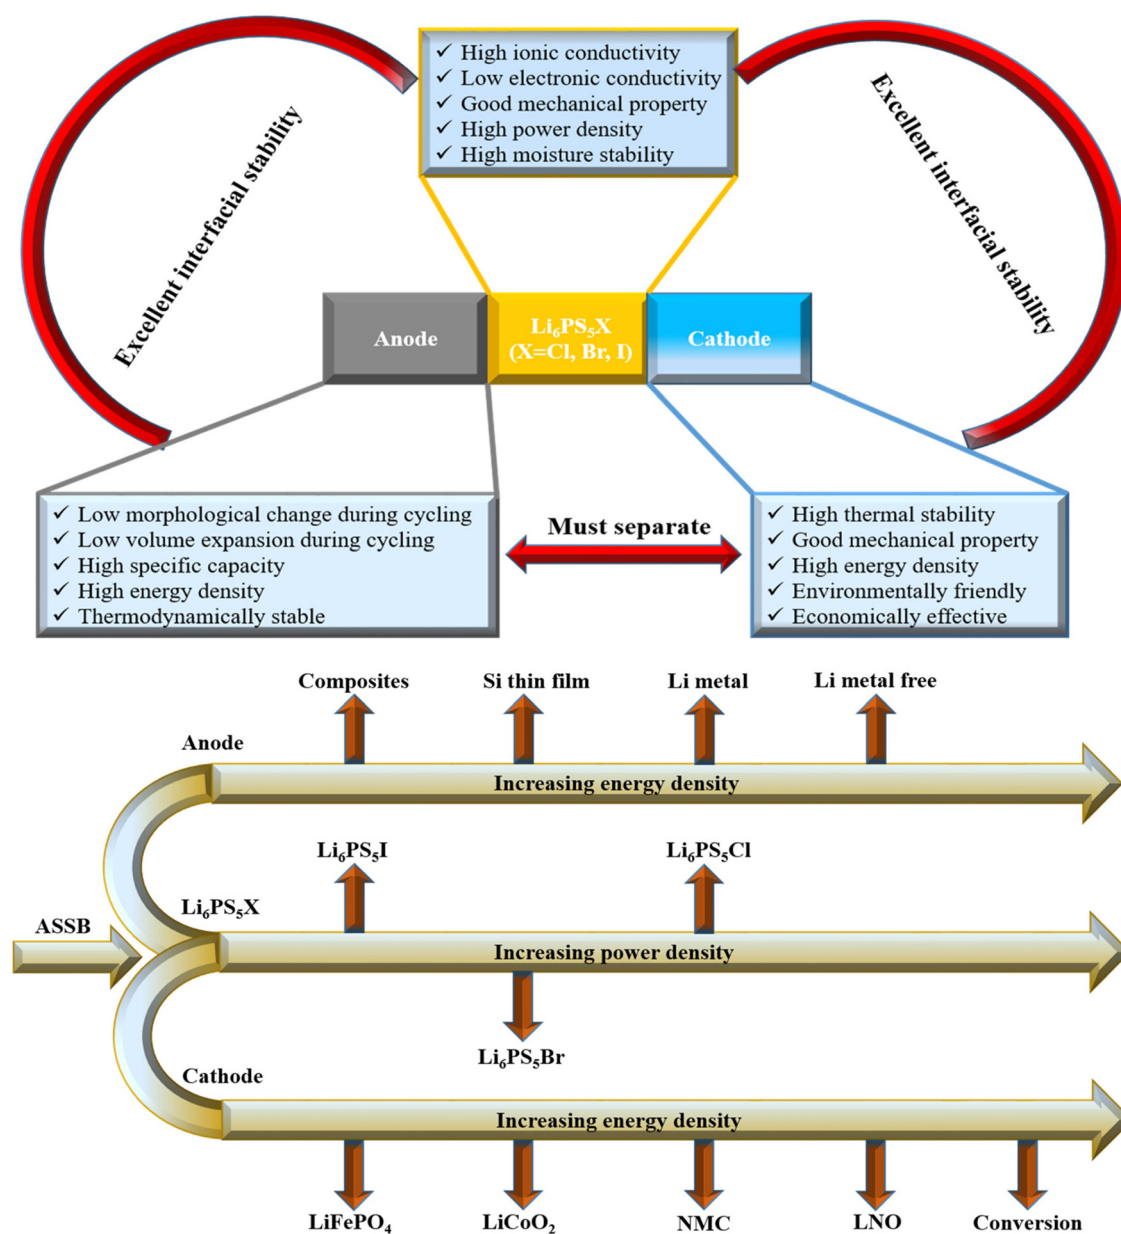 ✓ High ionic conductivity
✓ Low electronic conductivity
✓ Good mechanical property
✓ High power density
✓ High moisture stability
Excellent interfacial stability
Excellent interfacial stability
Anode
Li₆PS₅X
(X=Cl, Br, I)
Cathode
✓ Low morphological change during cycling
✓ Low volume expansion during cycling
✓ High specific capacity
✓ High energy density
✓ Thermodynamically stable
Must separate
✓ High thermal stability
✓ Good mechanical property
✓ High energy density
✓ Environmentally friendly
✓ Economically effective
Composites
Si thin film
Li metal
Li metal free
Anode
Increasing energy density
Li₆PS₅I
Li₆PS₅Cl
Li₆PS₅X
ASSB
Increasing power density
Li₆PS₅Br
Cathode
Increasing energy density
LiFePO₄
LiCoO₂
NMC
LNO
Conversion